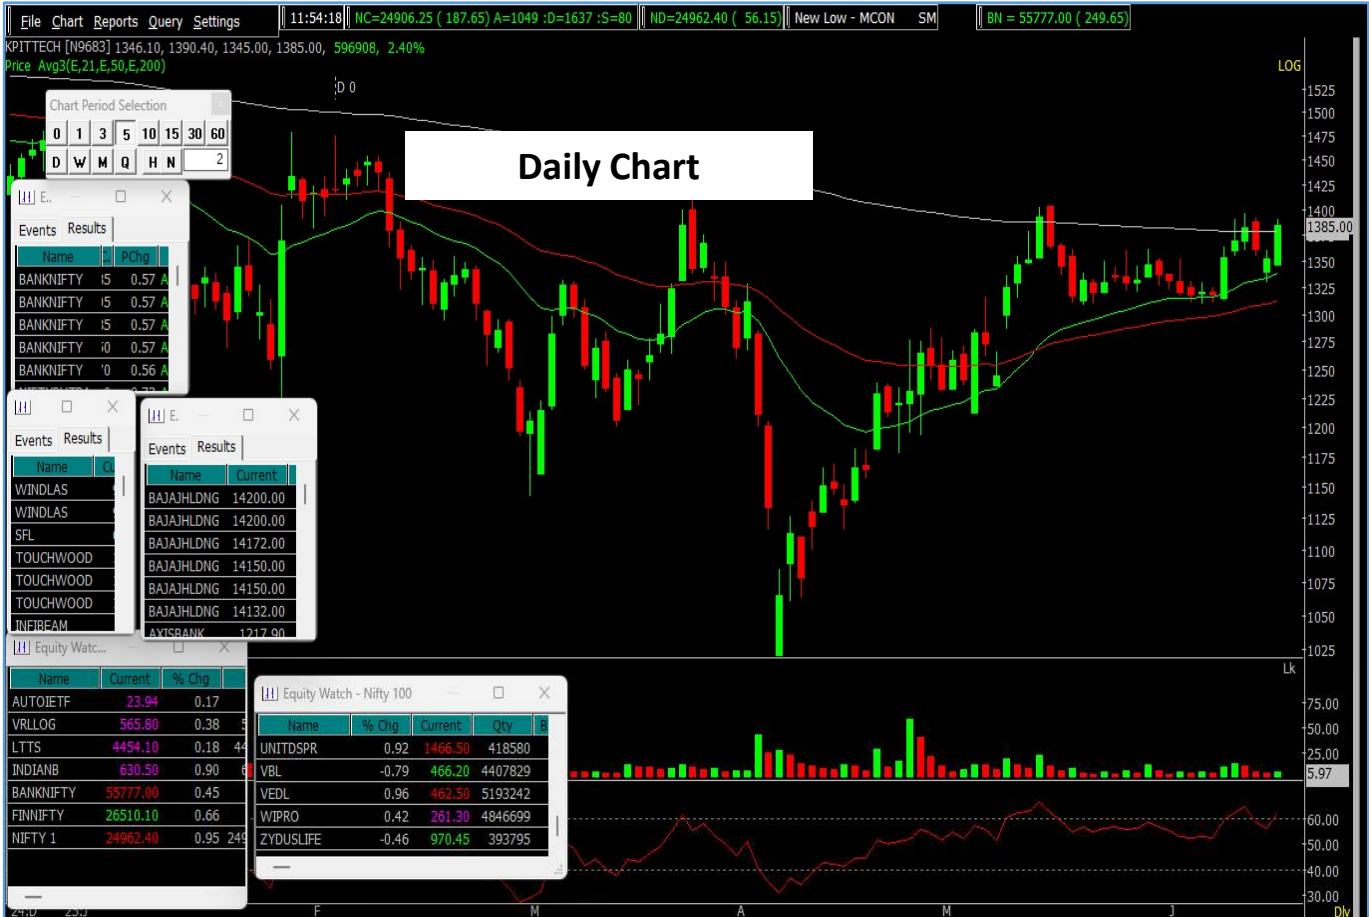 File Chart Reports Query Settings
11:54:18
NC=24906.25 ( 187.65) A=1049 :D=1637 :S=80
ND=24962.40 ( 56.15)
New Low - MCON SM
BN = 55777.00 ( 249.65)
KPITTECH [N9683] 1346.10, 1390.40, 1345.00, 1385.00, 596908, 2.40%
Price Avg3(E,21,E,50,E,200)
LOG
D 0
Chart Period Selection
0 1 3 5 10 15 30 60
D W M Q H N 2
Daily Chart
1525
1500
1475
1450
1425
1400
1385.00
1350
1325
1300
1275
1250
1225
1200
1175
1150
1125
1100
1075
1050
1025
E..
Events Results
Name PChg
BANKNIFTY 0.57 A
BANKNIFTY 0.57 A
BANKNIFTY 0.57 A
BANKNIFTY 0.57 A
BANKNIFTY 0.56 A
Events Results
Name Cu
WINDLAS
WINDLAS
SFL
TOUCHWOOD
TOUCHWOOD
TOUCHWOOD
INFIBEAM
E.
Events Results
Name Current
BAJAJHLDNG 14200.00
BAJAJHLDNG 14200.00
BAJAJHLDNG 14172.00
BAJAJHLDNG 14150.00
BAJAJHLDNG 14150.00
BAJAJHLDNG 14132.00
AXISBANK 1217.90
Equity Watc...
Name Current % Chg
AUTOIETF 23.94 0.17
VRLLOG 565.80 0.38 5
LTTS 4454.10 0.18 44
INDIANB 630.50 0.90 6
BANKNIFTY 55777.00 0.45
FINNIFTY 26510.10 0.66
NIFTY 1 24962.40 0.95 249
Equity Watch - Nifty 100
Name % Chg Current Qty B
UNITDSPR 0.92 1466.50 418580
VBL -0.79 466.20 4407829
VEDL 0.96 462.50 5193242
WIPRO 0.42 261.30 4846699
ZYDUSLIFE -0.46 970.45 393795
Lk
75.00
50.00
25.00
5.97
60.00
50.00
40.00
30.00
24:D 25:J F M A M J Dly